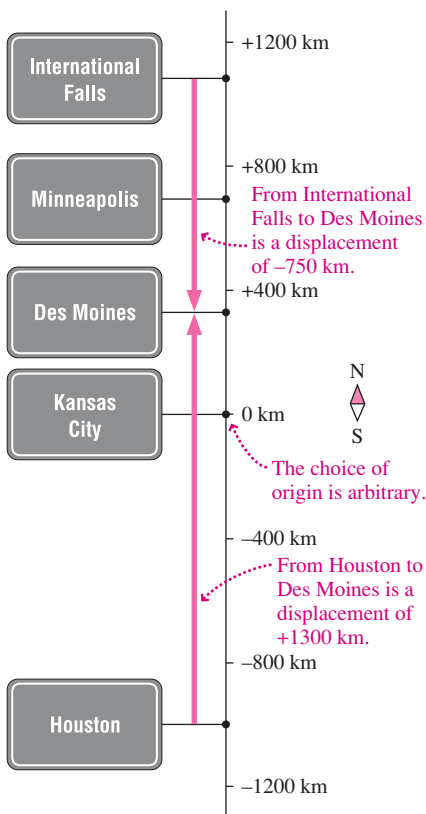 +1200 km
International
Falls
+800 km
Minneapolis
From International
Falls to Des Moines
is a displacement
of –750 km.
+400 km
Des Moines
Kansas
City
0 km
N
S
The choice of
origin is arbitrary.
–400 km
From Houston to
Des Moines is a
displacement of
+1300 km.
–800 km
Houston
–1200 km